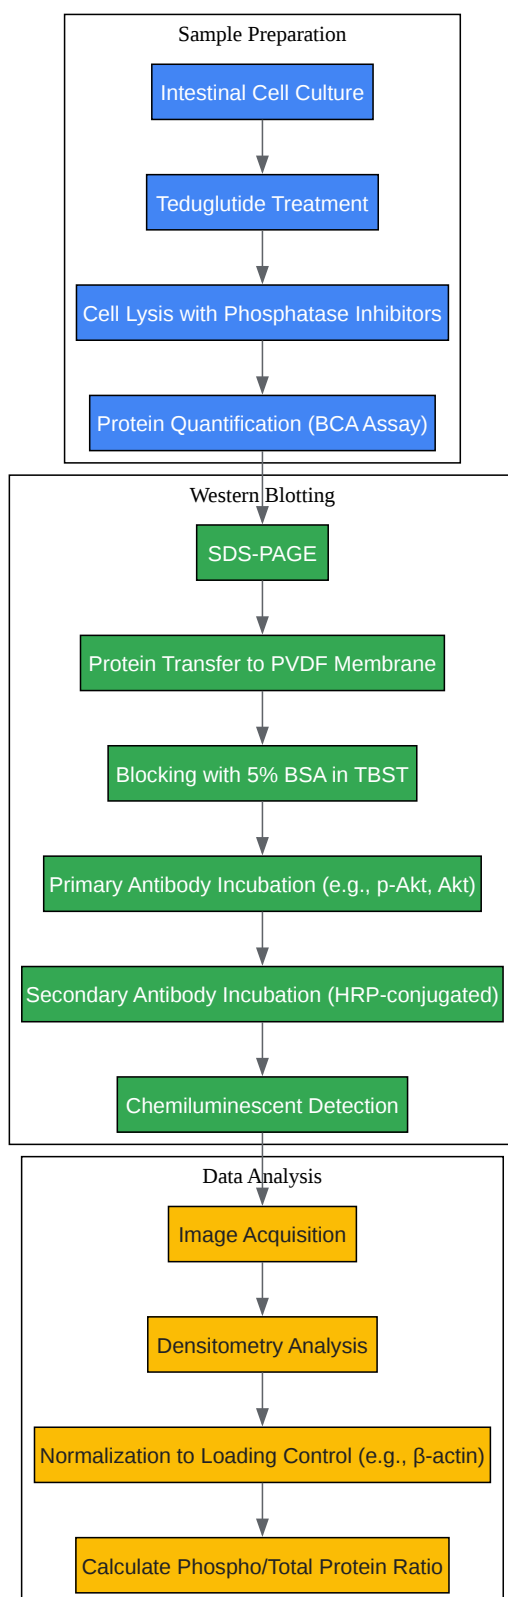 Sample Preparation
Intestinal Cell Culture
Teduglutide Treatment
Cell Lysis with Phosphatase Inhibitors
Protein Quantification (BCA Assay)
Western Blotting
SDS-PAGE
Protein Transfer to PVDF Membrane
Blocking with 5% BSA in TBST
Primary Antibody Incubation (e.g., p-Akt, Akt)
Secondary Antibody Incubation (HRP-conjugated)
Chemiluminescent Detection
Data Analysis
Image Acquisition
Densitometry Analysis
Normalization to Loading Control (e.g., β-actin)
Calculate Phospho/Total Protein Ratio